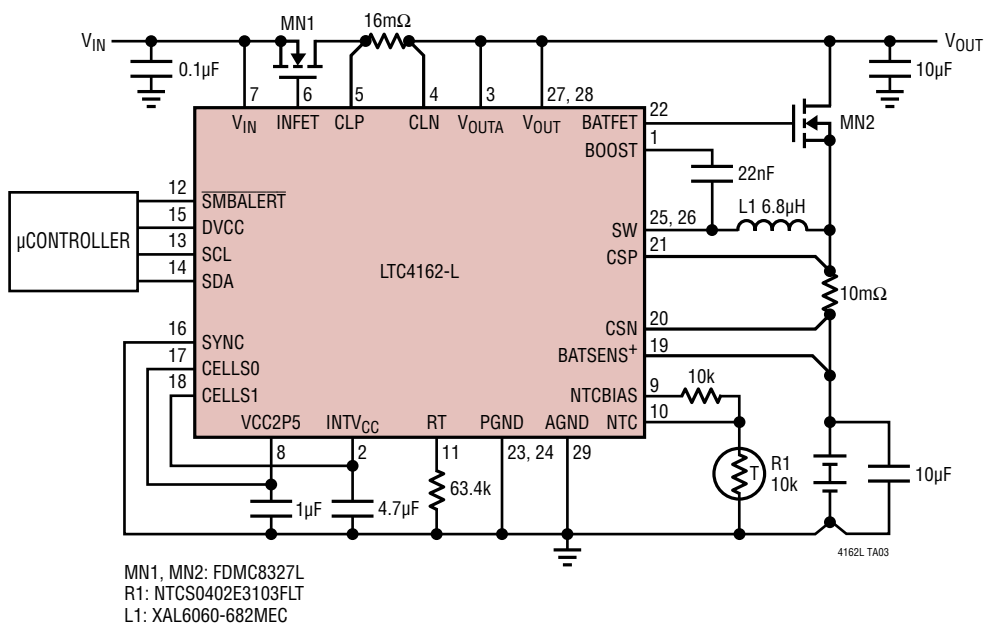 MN1
16mΩ
VIN
VOUT
0.1µF
10µF
7
6
5
4
3
27, 28
VIN
INFET
CLP
CLN
VOUTA
VOUT
BATFET
22
MN2
BOOST
1
22nF
12
SMBALERT
15
DVCC
µCONTROLLER
13
SCL
14
SDA
L1 6.8µH
SW
25, 26
CSP
21
LTC4162-L
10mΩ
16
SYNC
CSN
20
17
CELLS0
BATSENS+
19
18
CELLS1
NTCBIAS
9
10k
VCC2P5
INTVCC
RT
PGND
AGND
NTC
10
8
2
11
23, 24
29
T
R1
10k
10µF
1µF
4.7µF
63.4k
4162L TA03
MN1, MN2: FDMC8327L
R1: NTCS0402E3103FLT
L1: XAL6060-682MEC